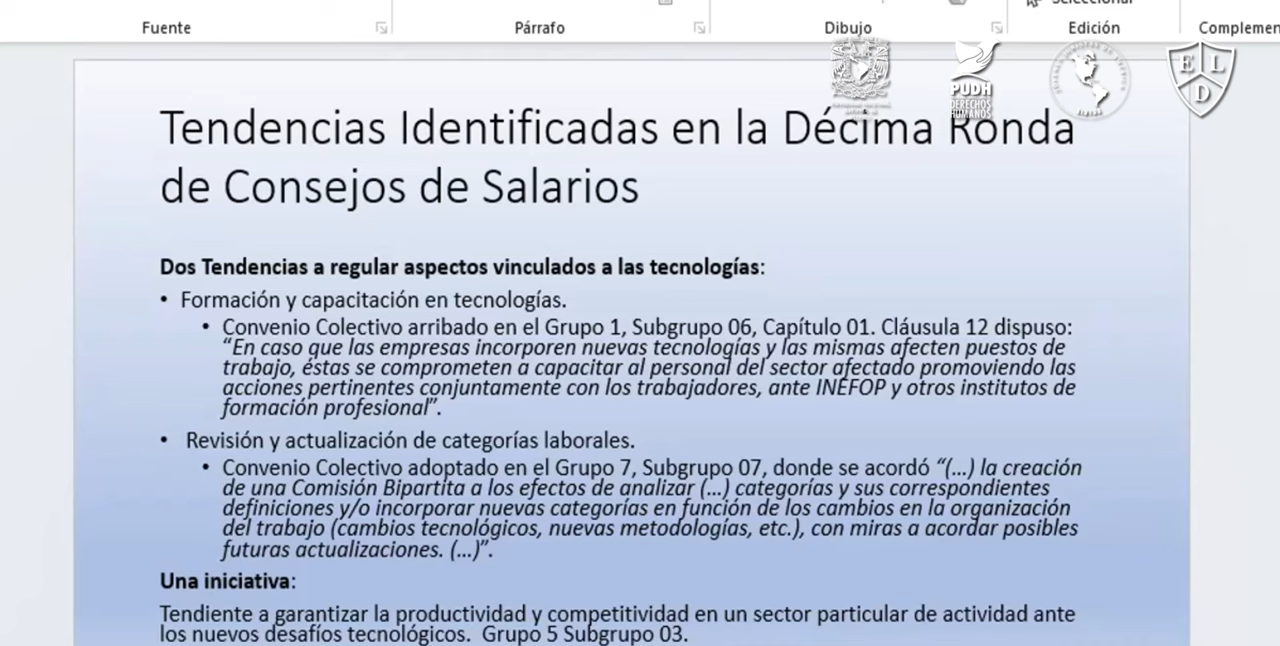 Seleccionar
Fuente
Párrafo
Dibujo
Edición
Complemen
PUDH
DERECHOS
HUMANOS
E L
D
Tendencias Identificadas en la Décima Ronda
de Consejos de Salarios
Dos Tendencias a regular aspectos vinculados a las tecnologías:
• Formación y capacitación en tecnologías.
• Convenio Colectivo arribado en el Grupo 1, Subgrupo 06, Capítulo 01. Cláusula 12 dispuso:
“En caso que las empresas incorporen nuevas tecnologías y las mismas afecten puestos de
trabajo, éstas se comprometen a capacitar al personal del sector afectado promoviendo las
acciones pertinentes conjuntamente con los trabajadores, ante INEFOP y otros institutos de
formación profesional”.
• Revisión y actualización de categorías laborales.
• Convenio Colectivo adoptado en el Grupo 7, Subgrupo 07, donde se acordó “(…) la creación
de una Comisión Bipartita a los efectos de analizar (…) categorías y sus correspondientes
definiciones y/o incorporar nuevas categorías en función de los cambios en la organización
del trabajo (cambios tecnológicos, nuevas metodologías, etc.), con miras a acordar posibles
futuras actualizaciones. (…)”.
Una iniciativa:
Tendiente a garantizar la productividad y competitividad en un sector particular de actividad ante
los nuevos desafíos tecnológicos. Grupo 5 Subgrupo 03.